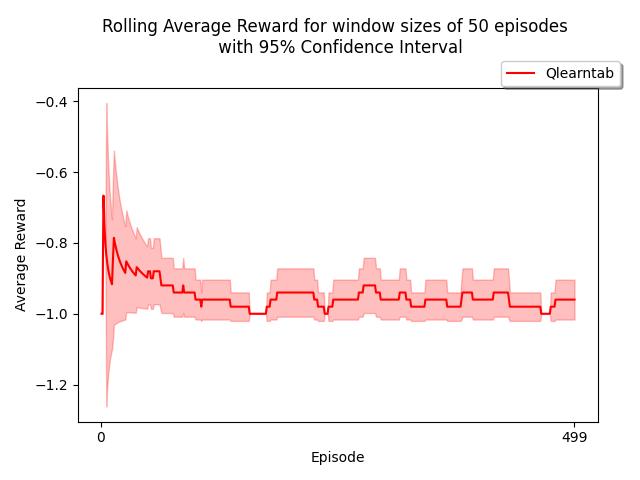 Rolling Average Reward for window sizes of 50 episodes
with 95% Confidence Interval
Qlearntab
−0.4
−0.6
−0.8
−1.0
−1.2
Average Reward
0
499
Episode